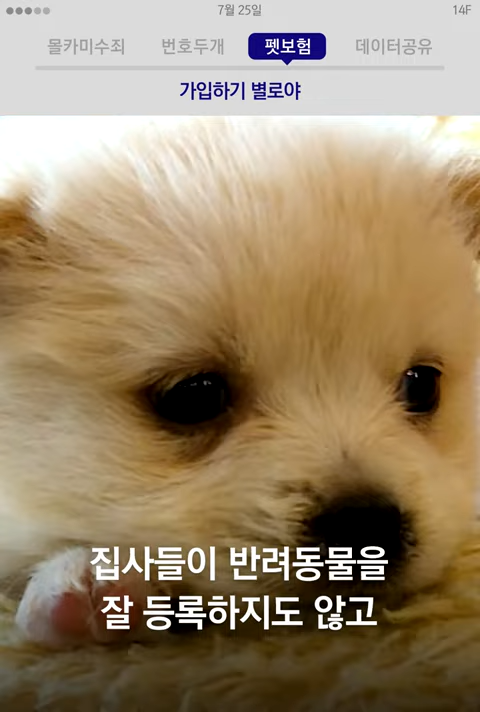 7월 25일
14F
몰카미수죄 번호두개 펫보험 데이터공유
가입하기 별로야
집사들이 반려동물을
잘 등록하지도 않고